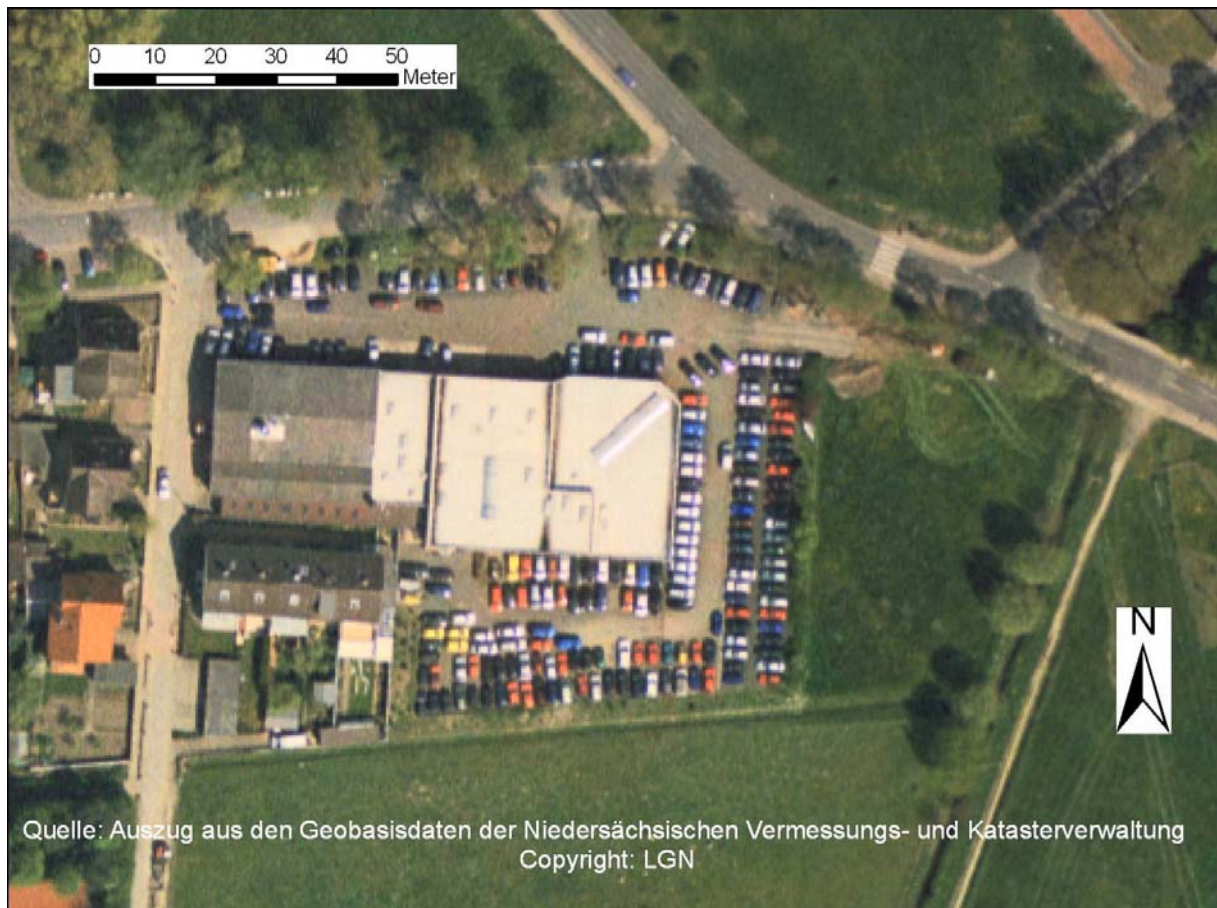 0 10 20 30 40 50
Meter
N
Quelle: Auszug aus den Geobasisdaten der Niedersächsischen Vermessungs- und Katasterverwaltung
Copyright: LGN